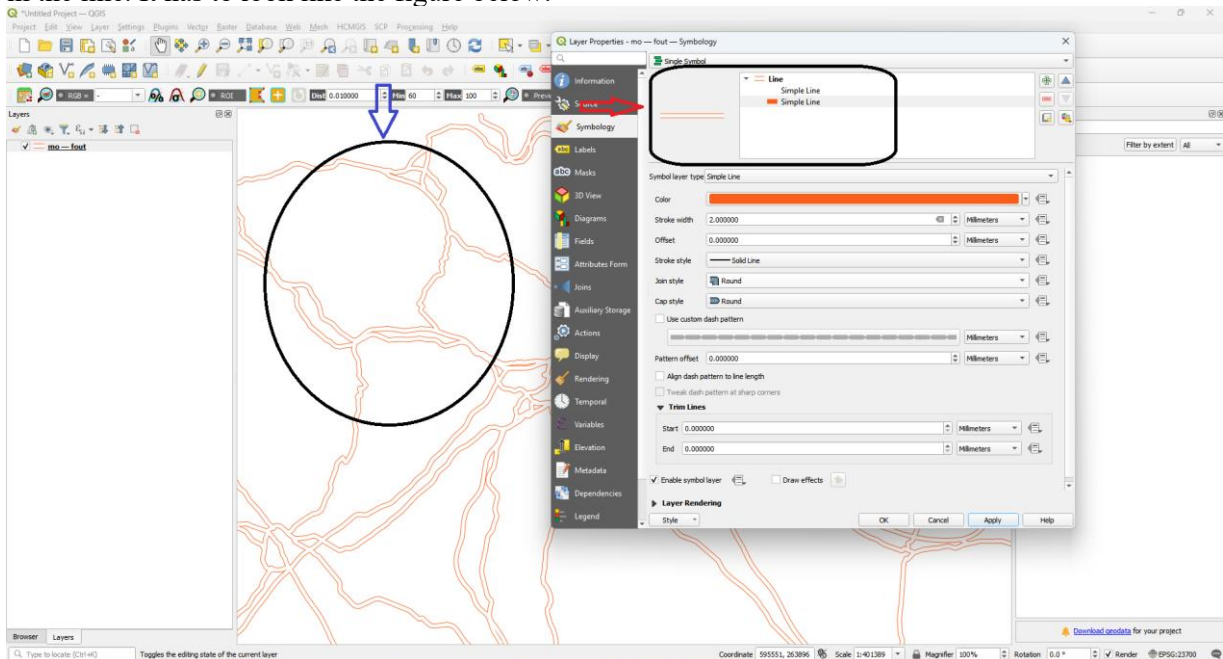 in the line. It has to look like the figure below.
*Untitled Project — QGIS
Project Edit View Layer Settings Plugins Vector Raster Database Web Mesh HCMGIS SCP Processing Help
RGB = - ROI Dist 0.010000 Min 60 Max 100 Previ
Layers
mo — fout
Layer Properties - mo — fout — Symbology
Single Symbol
Information
Source
Symbology
Labels
Masks
3D View
Diagrams
Fields
Attributes Form
Joins
Auxiliary Storage
Actions
Display
Rendering
Temporal
Variables
Elevation
Metadata
Dependencies
Legend
Line
Simple Line
Simple Line
Symbol layer type Simple Line
Color
Stroke width 2.000000 Millimeters
Offset 0.000000 Millimeters
Stroke style Solid Line
Join style Round
Cap style Round
Use custom dash pattern
Millimeters
Pattern offset 0.000000 Millimeters
Align dash pattern to line length
Tweak dash pattern at sharp corners
Trim Lines
Start 0.000000 Millimeters
End 0.000000 Millimeters
Enable symbol layer Draw effects
Layer Rendering
Style OK Cancel Apply Help
Filter by extent All
Download geodata for your project
Browser Layers
Type to locate (Ctrl+K) Toggles the editing state of the current layer Coordinate 595551, 263896 Scale 1:401389 Magnifier 100% Rotation 0.0 ° Render EPSG:23700